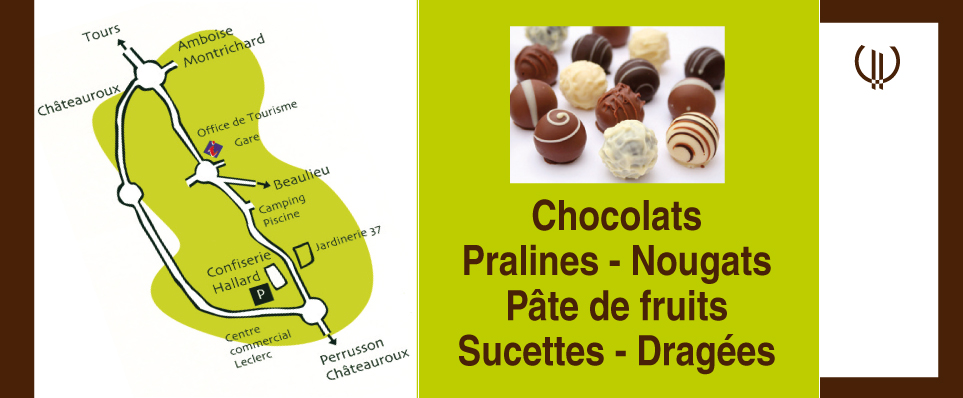 Tours
Amboise
Montrichard
Châteauroux
Office de Tourisme
Gare
Beaulieu
Camping
Piscine
Jardinerie 37
Confiserie
Hallard
P
Centre
commercial
Leclerc
Perrusson
Châteauroux
Chocolats
Pralines - Nougats
Pâte de fruits
Sucettes - Dragées